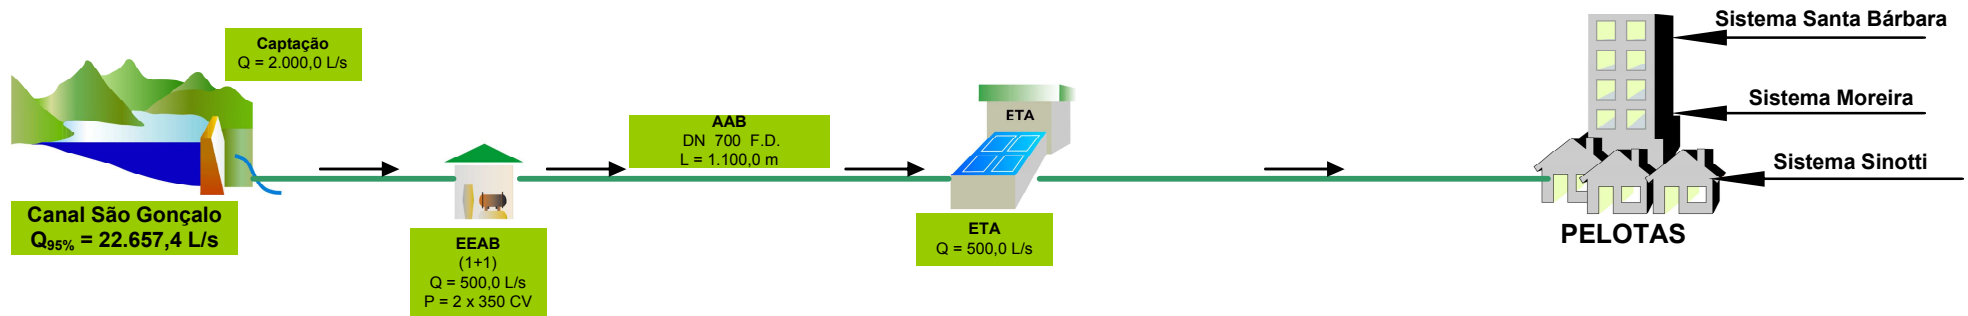 Captação
Q = 2.000,0 L/s
Canal São Gonçalo
Q95% = 22.657,4 L/s
EEAB
(1+1)
Q = 500,0 L/s
P = 2 x 350 CV
AAB
DN 700 F.D.
L = 1.100,0 m
ETA
ETA
Q = 500,0 L/s
Sistema Santa Bárbara
Sistema Moreira
Sistema Sinotti
PELOTAS